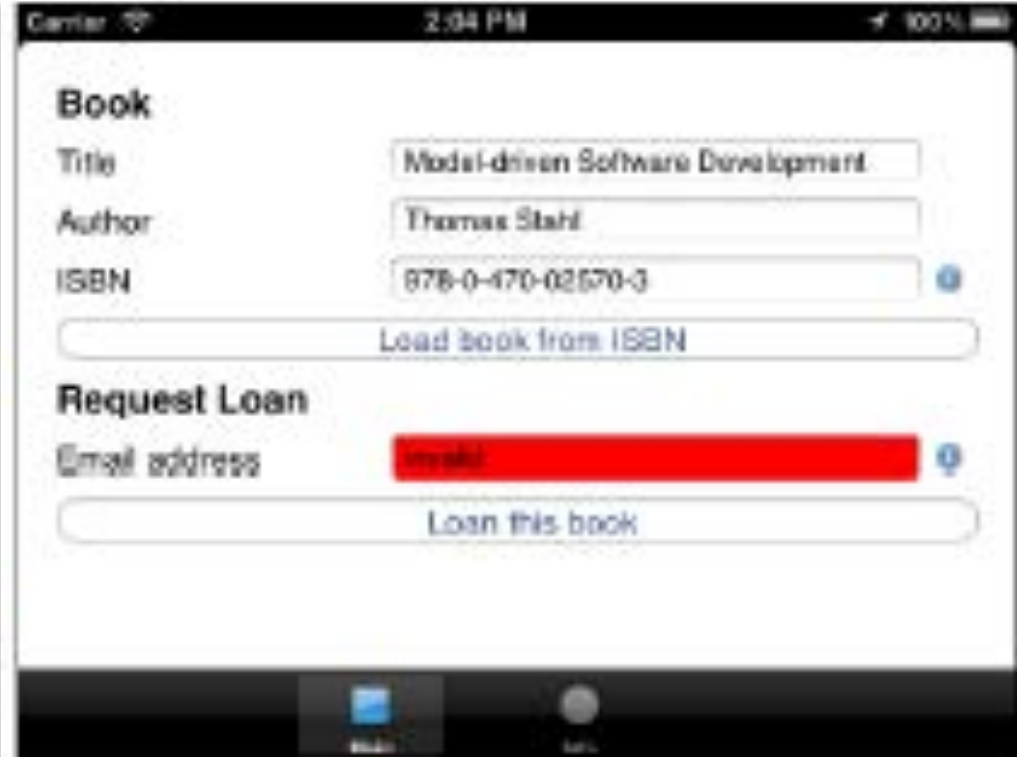 Carrier 2:04 PM 100%
Book
Title Model-driven Software Development
Author Thomas Stahl
ISBN 978-0-470-02570-3
Load book from ISBN
Request Loan
Email address invalid
Loan this book